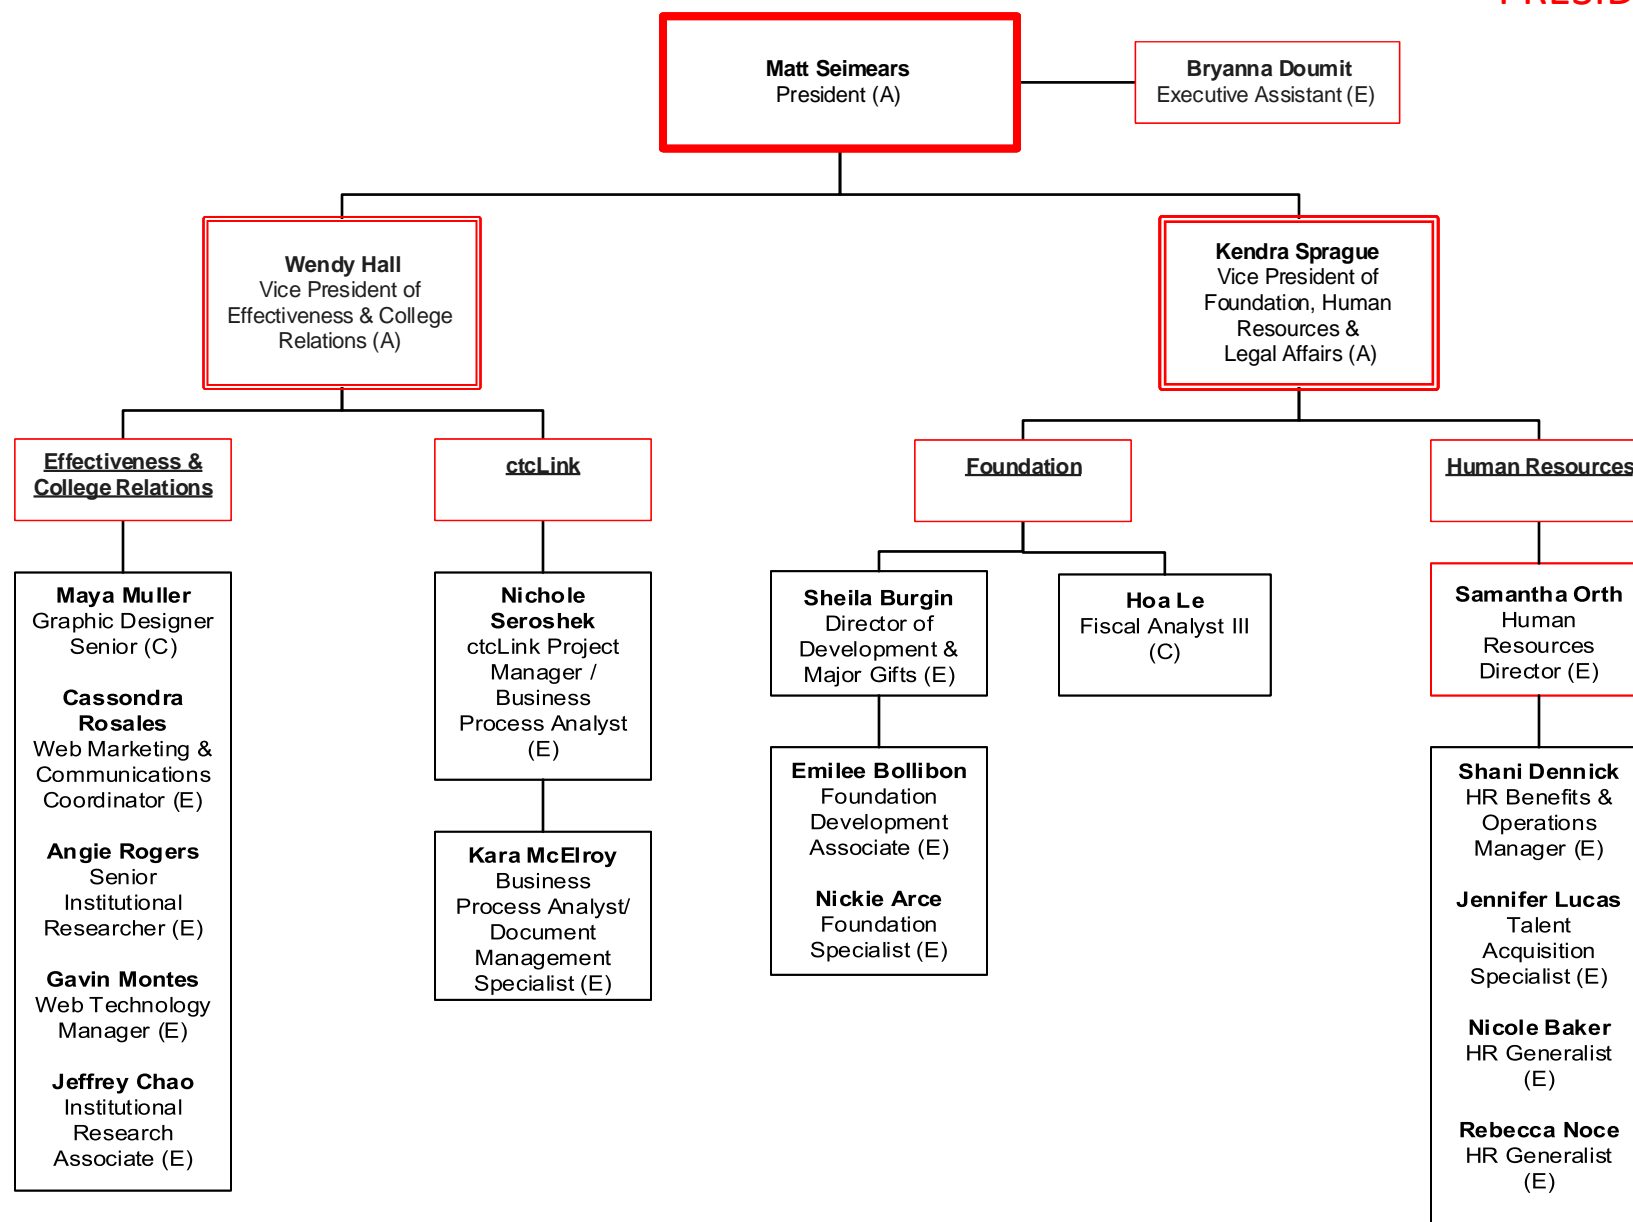 PRESID
Matt Seimears
President (A)
Bryanna Doumit
Executive Assistant (E)
Wendy Hall
Vice President of
Effectiveness & College
Relations (A)
Kendra Sprague
Vice President of
Foundation, Human
Resources &
Legal Affairs (A)
Effectiveness &
College Relations
ctcLink
Foundation
Human Resources
Maya Muller
Graphic Designer
Senior (C)
Cassondra
Rosales
Web Marketing &
Communications
Coordinator (E)
Angie Rogers
Senior
Institutional
Researcher (E)
Gavin Montes
Web Technology
Manager (E)
Jeffrey Chao
Institutional
Research
Associate (E)
Nichole
Seroshek
ctcLink Project
Manager /
Business
Process Analyst
(E)
Kara McElroy
Business
Process Analyst/
Document
Management
Specialist (E)
Sheila Burgin
Director of
Development &
Major Gifts (E)
Emilee Bollibon
Foundation
Development
Associate (E)
Nickie Arce
Foundation
Specialist (E)
Hoa Le
Fiscal Analyst III
(C)
Samantha Orth
Human
Resources
Director (E)
Shani Dennick
HR Benefits &
Operations
Manager (E)
Jennifer Lucas
Talent
Acquisition
Specialist (E)
Nicole Baker
HR Generalist
(E)
Rebecca Noce
HR Generalist
(E)